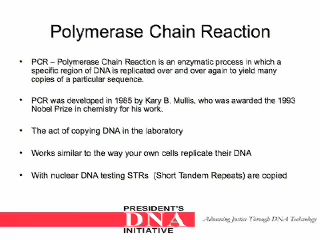 Polymerase Chain Reaction
• PCR – Polymerase Chain Reaction is an enzymatic process in which a
specific region of DNA is replicated over and over again to yield many
copies of a particular sequence.
• PCR was developed in 1985 by Kary B. Mullis, who was awarded the 1993
Nobel Prize in chemistry for his work.
• The act of copying DNA in the laboratory
• Works similar to the way your own cells replicate their DNA
• With nuclear DNA testing STRs (Short Tandem Repeats) are copied
PRESIDENT'S
DNA
INITIATIVE
Advancing Justice Through DNA Technology